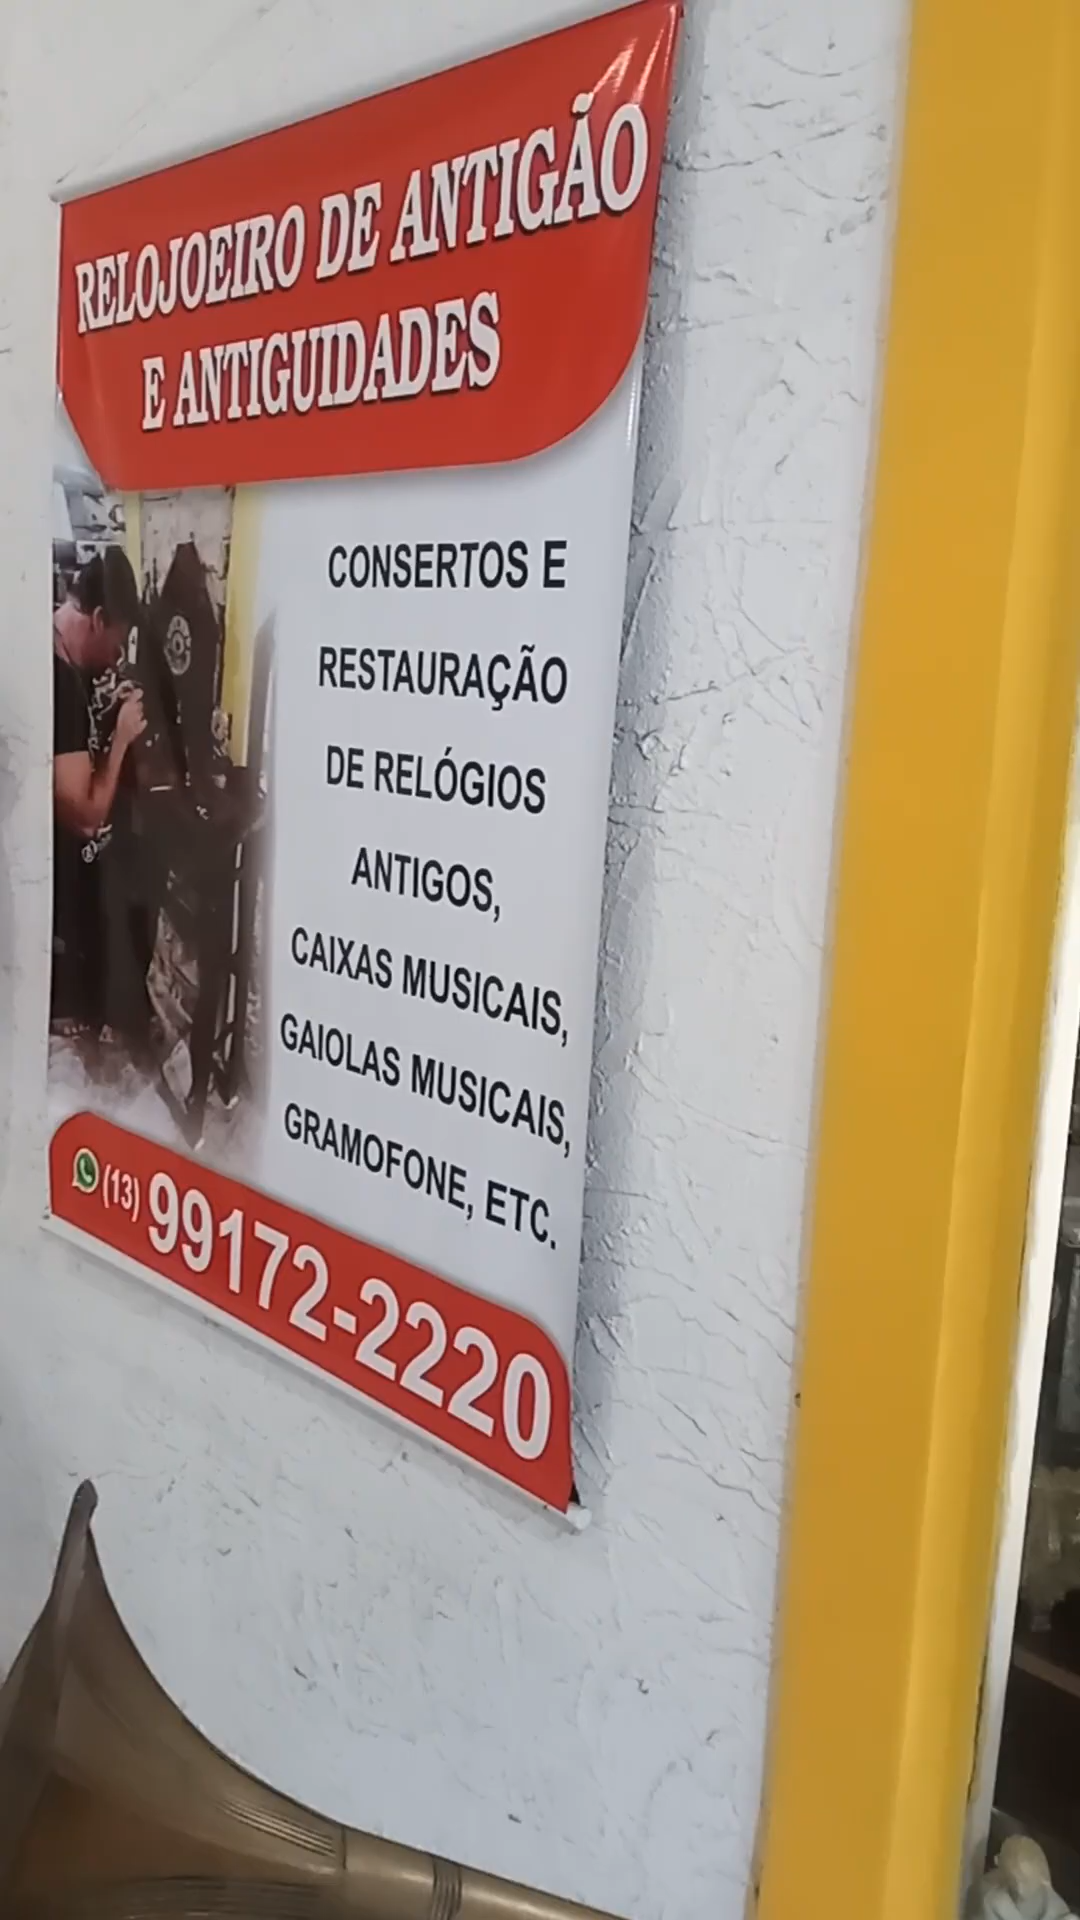 RELOJOEIRO DE ANTIGÃO
E ANTIGUIDADES
CONSERTOS E
RESTAURAÇÃO
DE RELÓGIOS
ANTIGOS,
CAIXAS MUSICAIS,
GAIOLAS MUSICAIS,
GRAMOFONE, ETC.
(13) 99172-2220